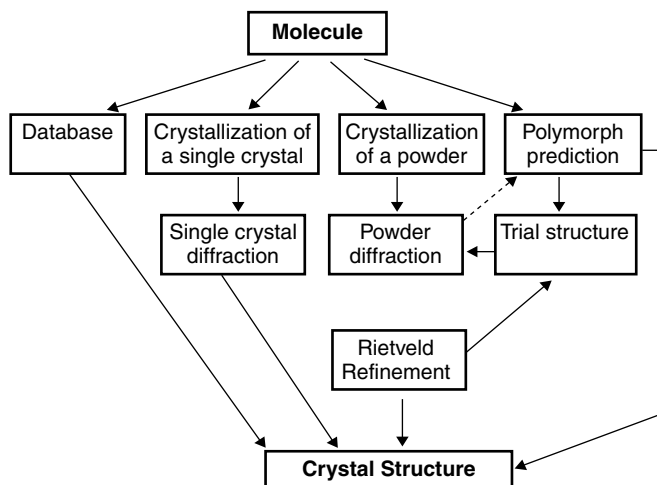 Molecule
Database
Crystallization of
a single crystal
Crystallization
of a powder
Polymorph
prediction
Single crystal
diffraction
Powder
diffraction
Trial structure
Rietveld
Refinement
Crystal Structure